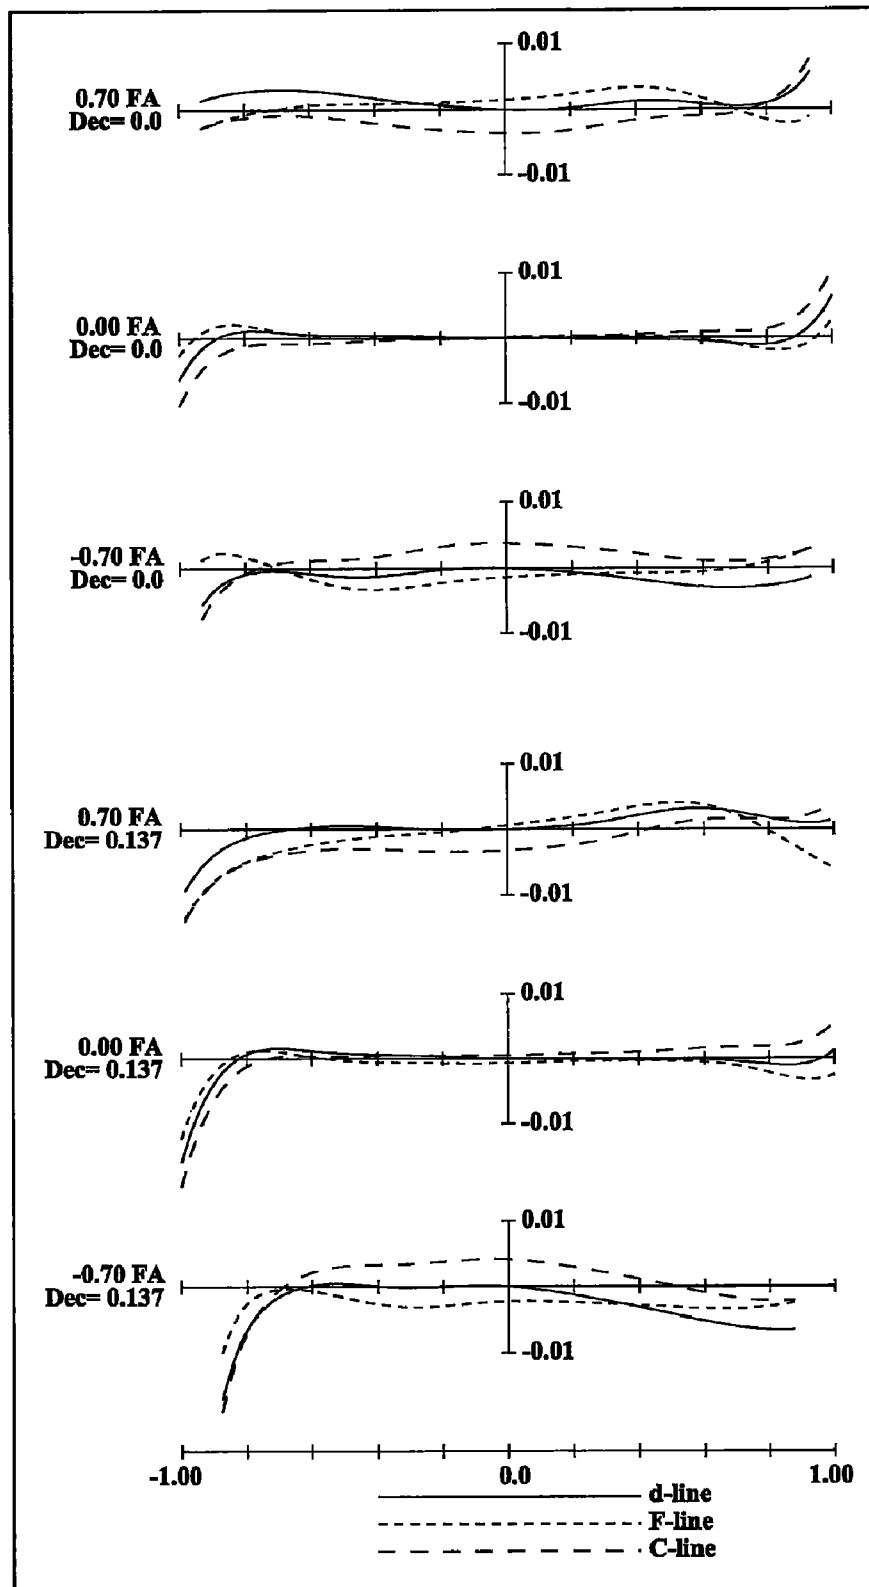 0.01
0.70 FA
Dec= 0.0
-0.01
0.01
0.00 FA
Dec= 0.0
-0.01
0.01
-0.70 FA
Dec= 0.0
-0.01
0.01
0.70 FA
Dec= 0.137
-0.01
0.01
0.00 FA
Dec= 0.137
-0.01
0.01
-0.70 FA
Dec= 0.137
-0.01
-1.00 0.0 1.00
d-line
F-line
C-line